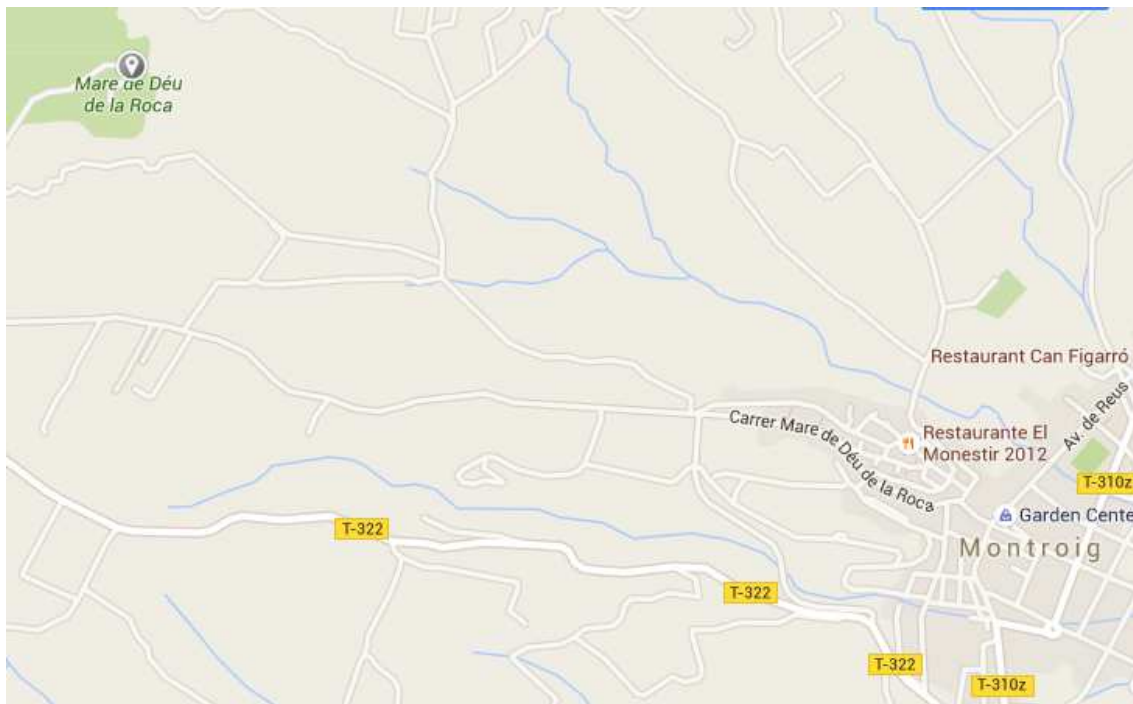 Mare de Déu
de la Roca
Restaurant Can Figarró
Carrer Mare de Déu de la Roca
Av. de Reus
Restaurante El
Monestir 2012
T-310z
Garden Cente
T-322
Montroig
T-322
T-322
T-310z